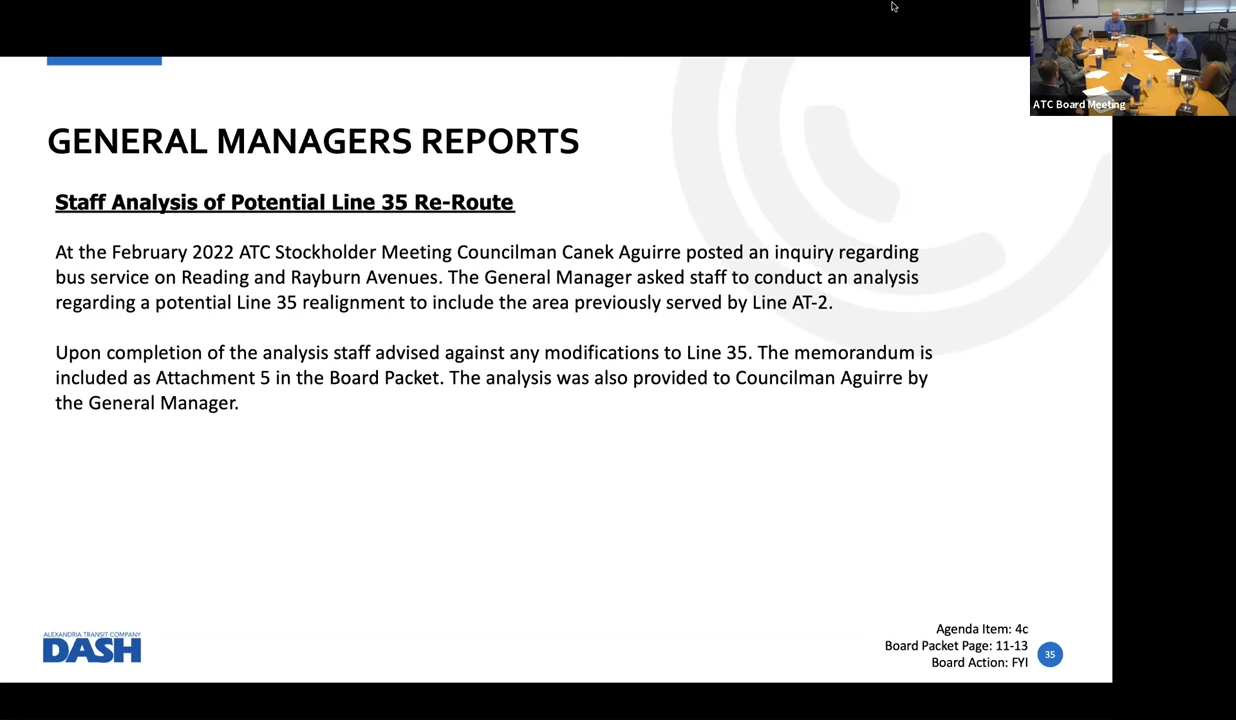 ATC Board Meeting
GENERAL MANAGERS REPORTS
Staff Analysis of Potential Line 35 Re-Route
At the February 2022 ATC Stockholder Meeting Councilman Canek Aguirre posted an inquiry regarding
bus service on Reading and Rayburn Avenues. The General Manager asked staff to conduct an analysis
regarding a potential Line 35 realignment to include the area previously served by Line AT-2.
Upon completion of the analysis staff advised against any modifications to Line 35. The memorandum is
included as Attachment 5 in the Board Packet. The analysis was also provided to Councilman Aguirre by
the General Manager.
ALEXANDRIA TRANSIT COMPANY
DASH
Agenda Item: 4c
Board Packet Page: 11-13
Board Action: FYI
35